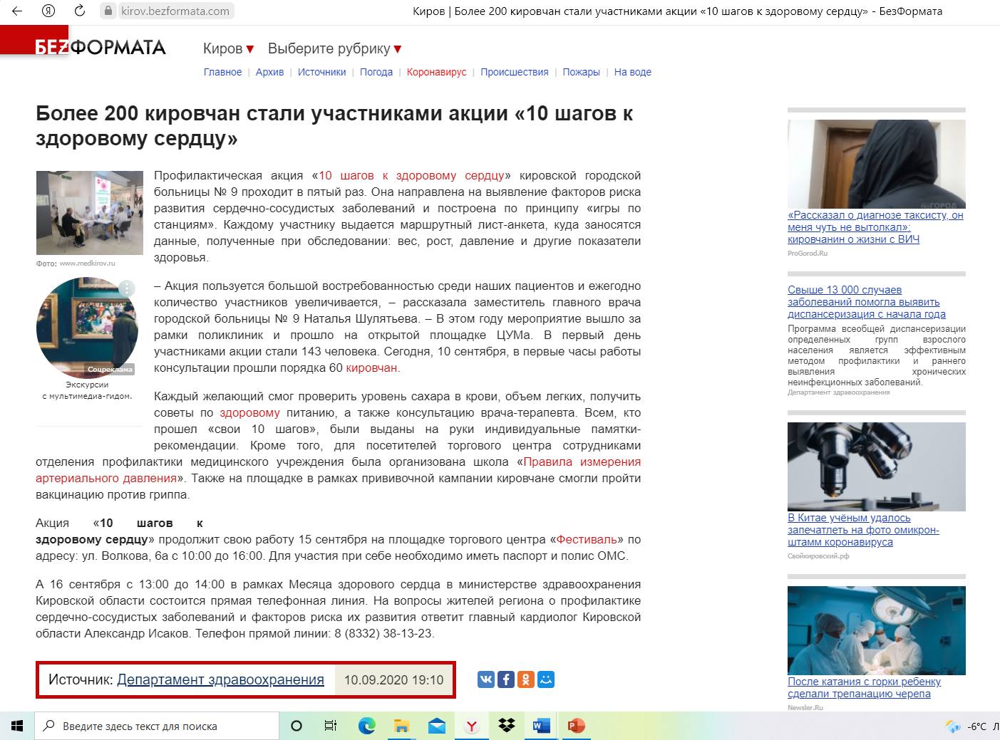 kirov.bezformata.com
Киров | Более 200 кировчан стали участниками акции «10 шагов к здоровому сердцу» - БезФормата
БЕZФОРМАТА
Киров▼ Выберите рубрику▼
Главное | Архив | Источники | Погода | Коронавирус | Происшествия | Пожары | На воде
Более 200 кировчан стали участниками акции «10 шагов к
здоровому сердцу»
Фото: www.medkirov.ru
Соцреклама
Экскурсии
с мультимедиа-гидом.
Профилактическая акция «10 шагов к здоровому сердцу» кировской городской
больницы № 9 проходит в пятый раз. Она направлена на выявление факторов риска
развития сердечно-сосудистых заболеваний и построена по принципу «игры по
станциям». Каждому участнику выдается маршрутный лист-анкета, куда заносятся
данные, полученные при обследовании: вес, рост, давление и другие показатели
здоровья.
– Акция пользуется большой востребованностью среди наших пациентов и ежегодно
количество участников увеличивается, – рассказала заместитель главного врача
городской больницы № 9 Наталья Шулятьева. – В этом году мероприятие вышло за
рамки поликлиник и прошло на открытой площадке ЦУМа. В первый день
участниками акции стали 143 человека. Сегодня, 10 сентября, в первые часы работы
консультации прошли порядка 60 кировчан.
Каждый желающий смог проверить уровень сахара в крови, объем легких, получить
советы по здоровому питанию, а также консультацию врача-терапевта. Всем, кто
прошел «свои 10 шагов», были выданы на руки индивидуальные памятки-
рекомендации. Кроме того, для посетителей торгового центра сотрудниками
отделения профилактики медицинского учреждения была организована школа «Правила измерения
артериального давления». Также на площадке в рамках прививочной кампании кировчане смогли пройти
вакцинацию против гриппа.
Акция «10 шагов к
здоровому сердцу» продолжит свою работу 15 сентября на площадке торгового центра «Фестиваль» по
адресу: ул. Волкова, 6а с 10:00 до 16:00. Для участия при себе необходимо иметь паспорт и полис ОМС.
А 16 сентября с 13:00 до 14:00 в рамках Месяца здорового сердца в министерстве здравоохранения
Кировской области состоится прямая телефонная линия. На вопросы жителей региона о профилактике
сердечно-сосудистых заболеваний и факторов риска их развития ответит главный кардиолог Кировской
области Александр Исаков. Телефон прямой линии: 8 (8332) 38-13-23.
Источник: Департамент здравоохранения 10.09.2020 19:10
ГОРОД
«Рассказал о диагнозе таксисту, он
меня чуть не вытолкал»:
кировчанин о жизни с ВИЧ
ProGorod.Ru
Свыше 13 000 случаев
заболеваний помогла выявить
диспансеризация с начала года
Программа всеобщей диспансеризации
определенных групп взрослого
населения является эффективным
методом профилактики и раннего
выявления хронических
неинфекционных заболеваний.
Департамент здравоохранения
В Китае учёным удалось
запечатлеть на фото омикрон-
штамм коронавируса
Свойкировский.рф
После катания с горки ребенку
сделали трепанацию черепа
Newsler.Ru
Введите здесь текст для поиска
-6°C Л